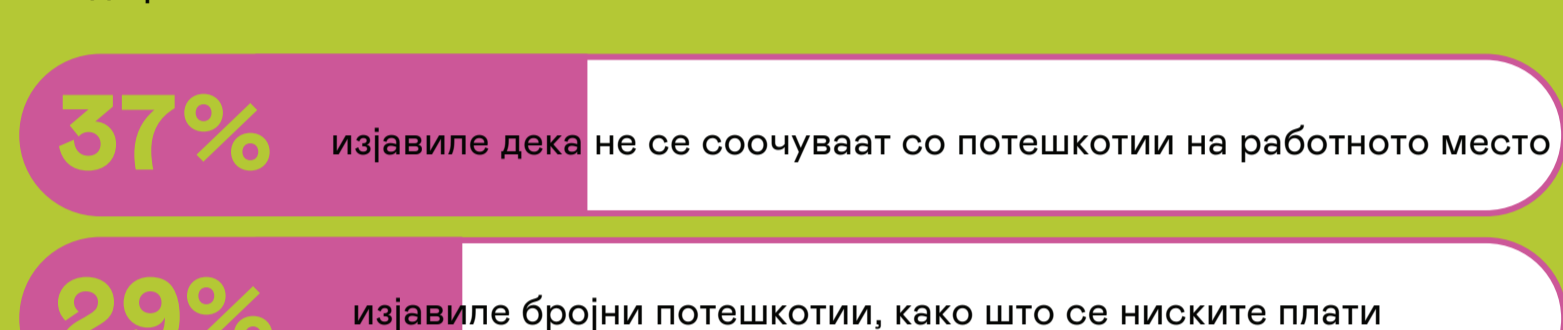 37% изјавиле дека не се соочуваат со потешкотии на работното место
29% изјавиле бројни потешкотии, како што се ниските плати